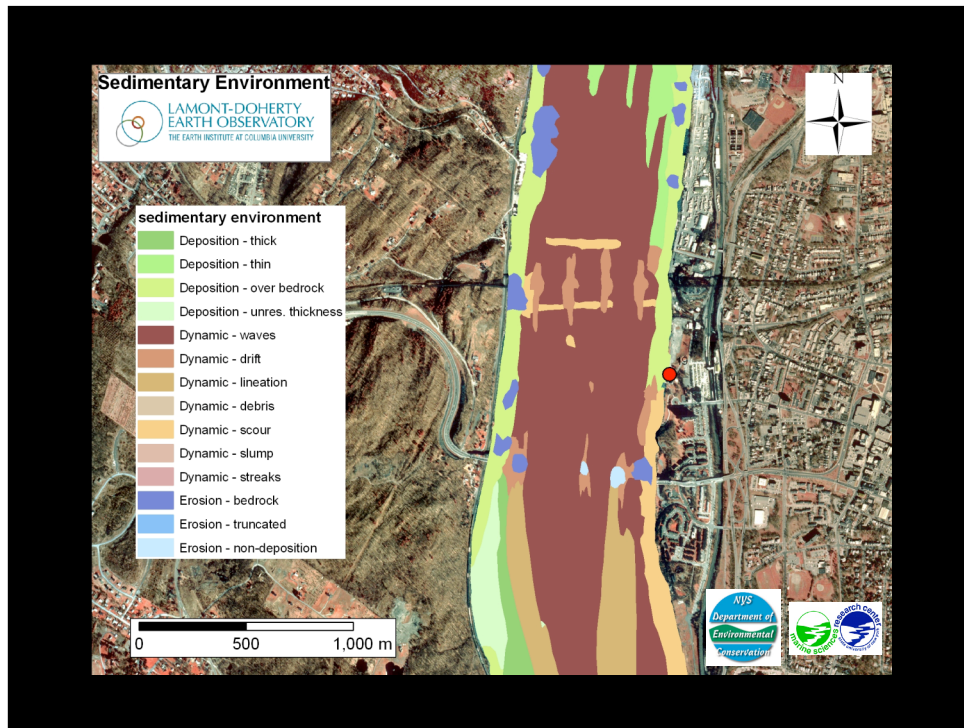 Sedimentary Environment
LAMONT-DOHERTY
EARTH OBSERVATORY
THE EARTH INSTITUTE AT COLUMBIA UNIVERSITY
N
sedimentary environment
Deposition - thick
Deposition - thin
Deposition - over bedrock
Deposition - unres. thickness
Dynamic - waves
Dynamic - drift
Dynamic - lineation
Dynamic - debris
Dynamic - scour
Dynamic - slump
Dynamic - streaks
Erosion - bedrock
Erosion - truncated
Erosion - non-deposition
0 500 1,000 m
NYS
Department of
Environmental
Conservation
marine sciences research center